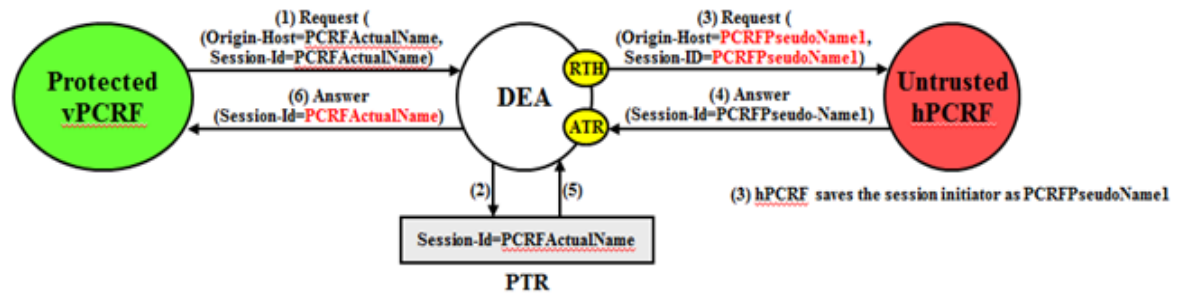 (1) Request (
(Origin-Host=PCRFActualName,
Session-Id=PCRFActualName)
(3) Request (
(Origin-Host=PCRFPseudoName1,
Session-ID=PCRFPseudoName1)
Protected
vPCRF
DEA
RTH
ATR
Untrusted
hPCRF
(6) Answer
(Session-Id=PCRFActualName)
(4) Answer
(Session-Id=PCRFPseudo-Name1)
(2)
(5)
(3) hPCRF saves the session initiator as PCRFPseudoName1
Session-Id=PCRFActualName
PTR